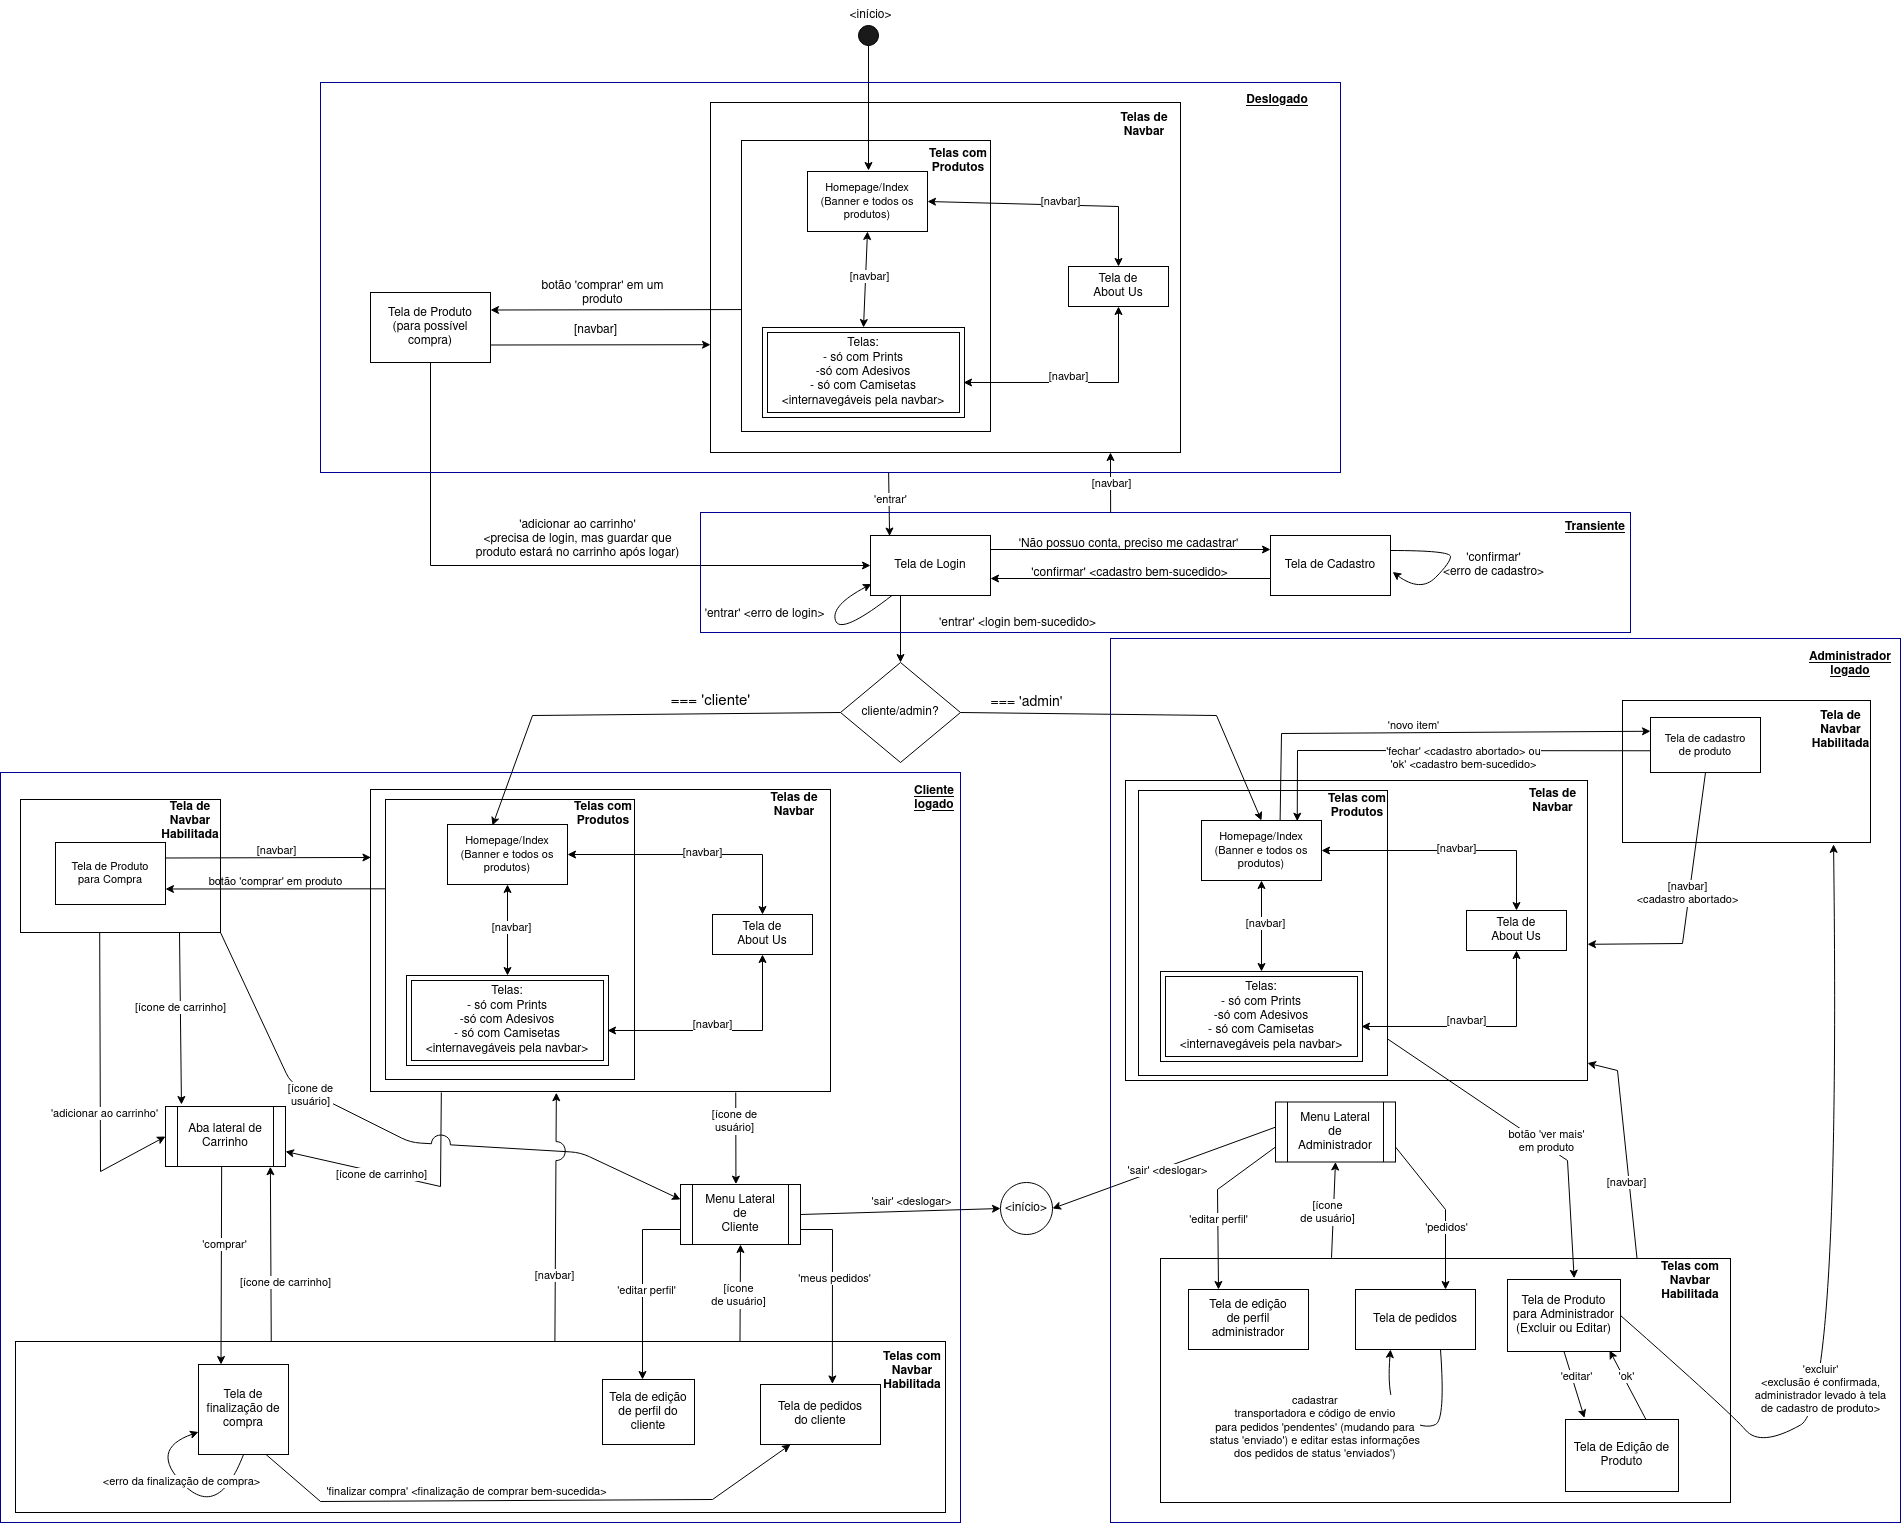 <início>
Deslogado
Telas de
Navbar
Telas com
Produtos
Homepage/Index
(Banner e todos os
produtos)
[navbar]
[navbar]
Tela de
About Us
botão 'comprar' em um
produto
Tela de Produto
(para possível
compra)
[navbar]
Telas:
- só com Prints
-só com Adesivos
- só com Camisetas
<internavegáveis pela navbar>
[navbar]
'entrar'
[navbar]
Transiente
'adicionar ao carrinho'
<precisa de login, mas guardar que
produto estará no carrinho após logar)
Tela de Login
'Não possuo conta, preciso me cadastrar'
'confirmar' <cadastro bem-sucedido>
Tela de Cadastro
'confirmar'
<erro de cadastro>
'entrar' <erro de login>
'entrar' <login bem-sucedido>
cliente/admin?
=== 'cliente'
=== 'admin'
Cliente
logado
Tela de
Navbar
Habilitada
Tela de Produto
para Compra
[navbar]
botão 'comprar' em produto
Telas de
Navbar
Telas com
Produtos
Homepage/Index
(Banner e todos os
produtos)
[navbar]
[navbar]
Tela de
About Us
Telas:
- só com Prints
-só com Adesivos
- só com Camisetas
<internavegáveis pela navbar>
[navbar]
[ícone de carrinho]
[ícone de
usuário]
'adicionar ao carrinho'
Aba lateral de
Carrinho
[ícone de carrinho]
[ícone de
usuário]
Menu Lateral
de
Cliente
'sair' <deslogar>
<início>
'comprar'
[ícone de carrinho]
[navbar]
'editar perfil'
[ícone
de usuário]
'meus pedidos'
Telas com
Navbar
Habilitada
Tela de
finalização de
compra
<erro da finalização de compra>
'finalizar compra' <finalização de comprar bem-sucedida>
Tela de edição
de perfil do
cliente
Tela de pedidos
do cliente
Administrador
logado
Tela de
Navbar
Habilitada
Tela de cadastro
de produto
'novo item'
'fechar' <cadastro abortado> ou
'ok' <cadastro bem-sucedido>
[navbar]
<cadastro abortado>
Telas de
Navbar
Telas com
Produtos
Homepage/Index
(Banner e todos os
produtos)
[navbar]
[navbar]
Tela de
About Us
Telas:
- só com Prints
-só com Adesivos
- só com Camisetas
<internavegáveis pela navbar>
[navbar]
Menu Lateral
de
Administrador
'sair' <deslogar>
botão 'ver mais'
em produto
[navbar]
'editar perfil'
[ícone
de usuário]
'pedidos'
Telas com
Navbar
Habilitada
Tela de edição
de perfil
administrador
Tela de pedidos
Tela de Produto
para Administrador
(Excluir ou Editar)
'editar'
'ok'
Tela de Edição de
Produto
cadastrar
transportadora e código de envio
para pedidos 'pendentes' (mudando para
status 'enviado') e editar estas informações
dos pedidos de status 'enviados')
'excluir'
<exclusão é confirmada,
administrador levado à tela
de cadastro de produto>